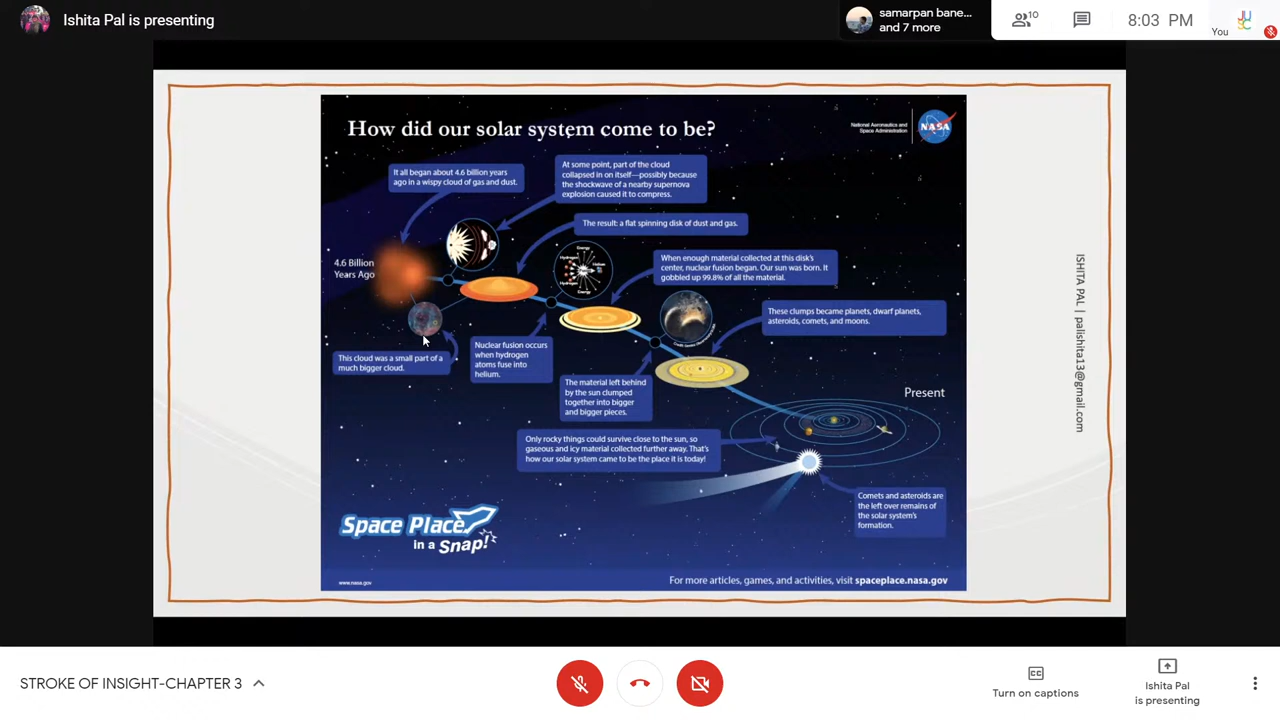 Ishita Pal is presenting
samarpan bane...
and 7 more
10
8:03 PM
You
How did our solar system come to be?
National Aeronautics and
Space Administration
NASA
It all began about 4.6 billion years
ago in a wispy cloud of gas and dust.
At some point, part of the cloud
collapsed in on itself—possibly because
the shockwave of a nearby supernova
explosion caused it to compress.
The result: a flat spinning disk of dust and gas.
4.6 Billion
Years Ago
Energy
Hydrogen
Helium
Hydrogen
Energy
When enough material collected at this disk's
center, nuclear fusion began. Our sun was born. It
gobbled up 99.8% of all the material.
These clumps became planets, dwarf planets,
asteroids, comets, and moons.
This cloud was a small part of a
much bigger cloud.
Nuclear fusion occurs
when hydrogen
atoms fuse into
helium.
The material left behind
by the sun clumped
together into bigger
and bigger pieces.
Present
Only rocky things could survive close to the sun, so
gaseous and icy material collected further away. That's
how our solar system came to be the place it is today!
Comets and asteroids are
the left over remains of
the solar system's
formation.
Space Place
in a Snap!
www.nasa.gov
For more articles, games, and activities, visit spaceplace.nasa.gov
ISHITA PAL | palishita13@gmail.com
STROKE OF INSIGHT-CHAPTER 3
CC
Turn on captions
Ishita Pal
is presenting